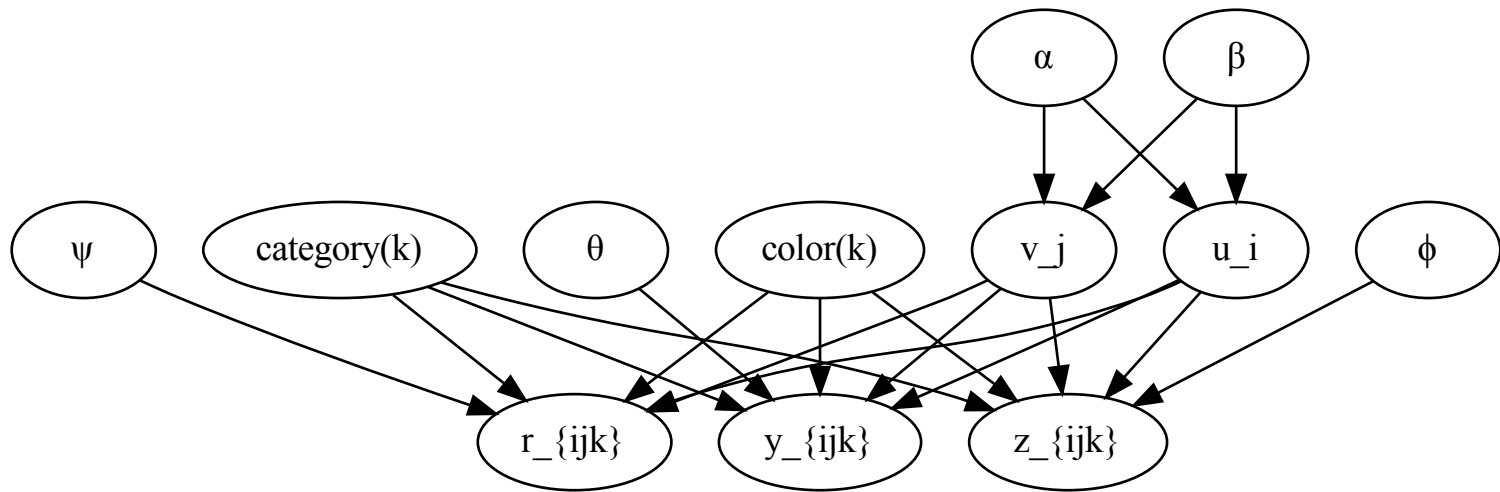 α β
ψ category(k) θ color(k) v_j u_i ϕ
r_{ijk} y_{ijk} z_{ijk}